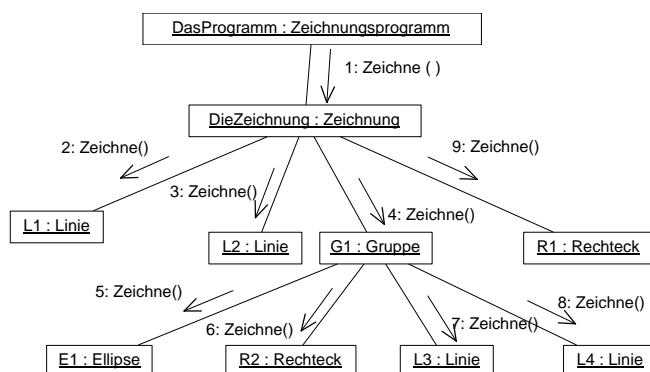 DasProgramm : Zeichnungsprogramm
1: Zeichne ( )
DieZeichnung : Zeichnung
2: Zeichne()
9: Zeichne()
3: Zeichne()
4: Zeichne()
L1 : Linie
L2 : Linie
G1 : Gruppe
R1 : Rechteck
5: Zeichne()
6: Zeichne()
7: Zeichne()
8: Zeichne()
E1 : Ellipse
R2 : Rechteck
L3 : Linie
L4 : Linie